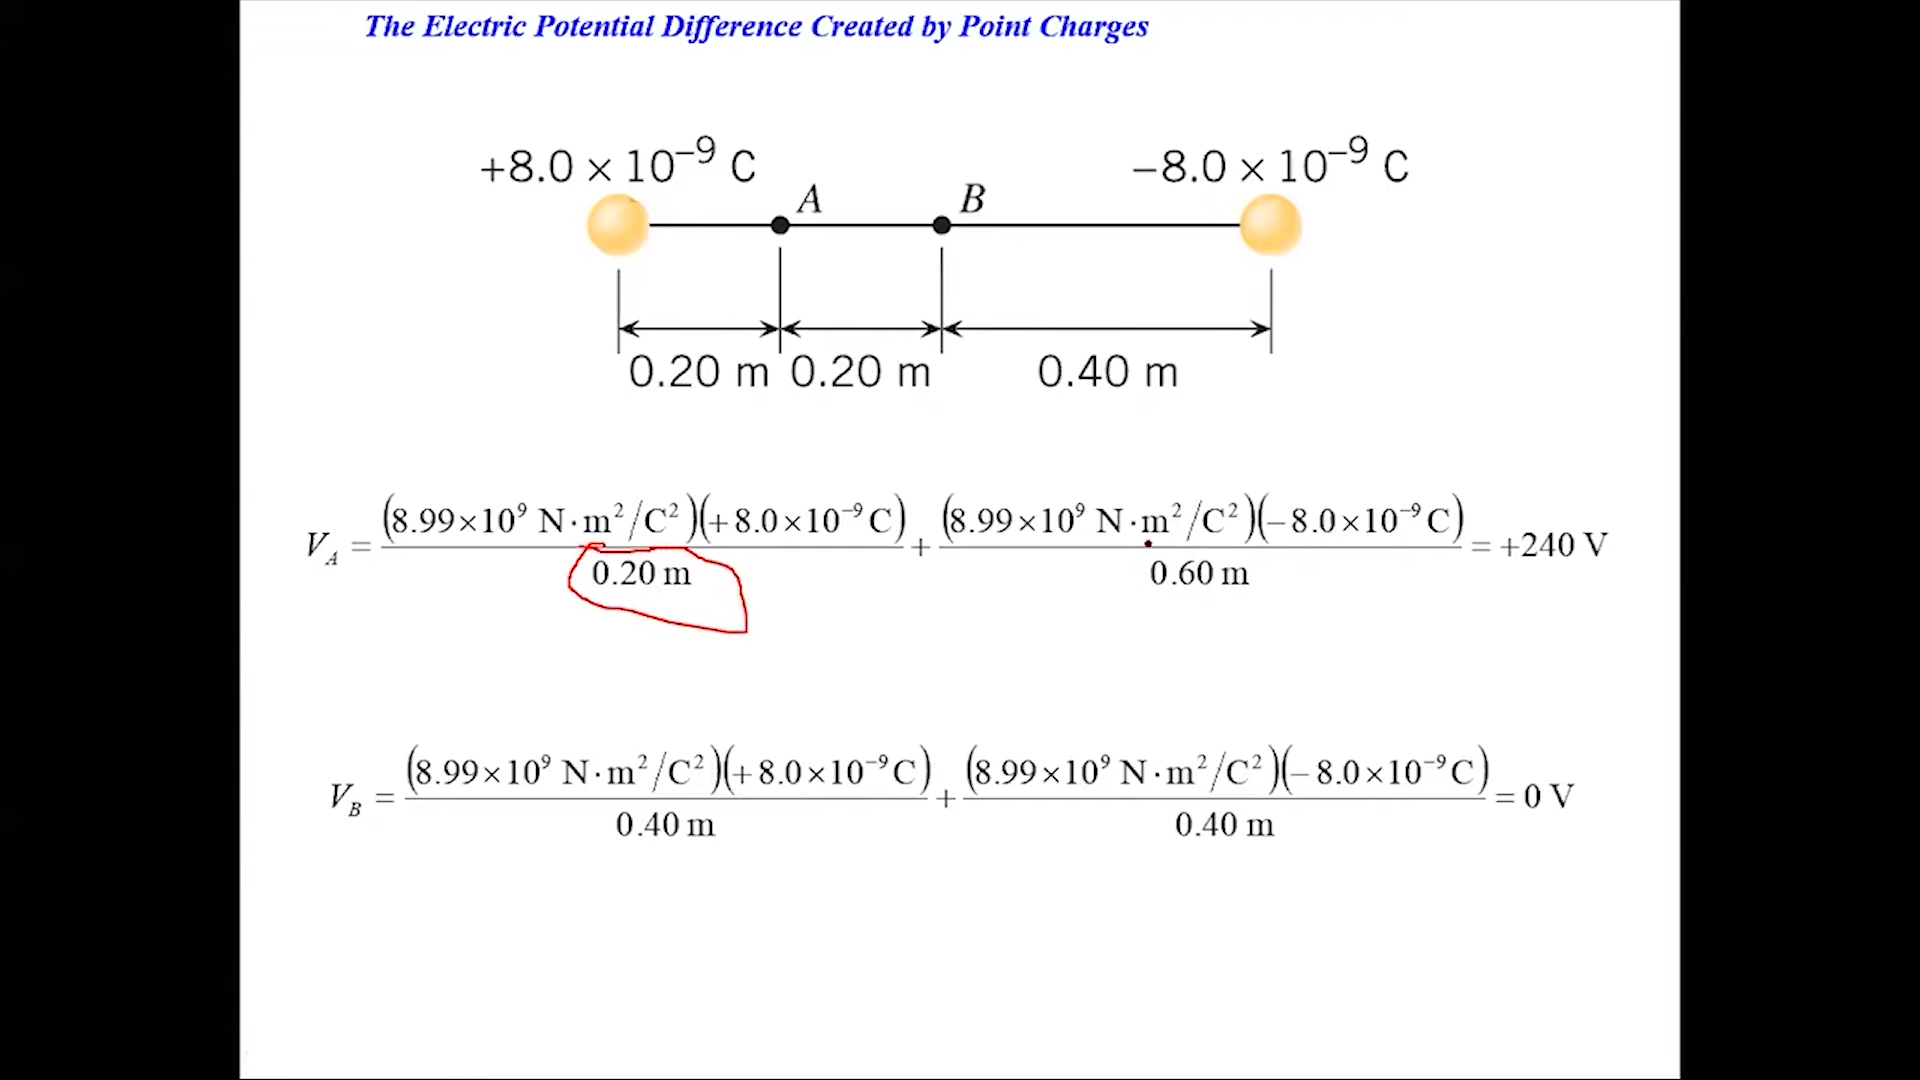 The Electric Potential Difference Created by Point Charges
+8.0 × 10⁻⁹ C
−8.0 × 10⁻⁹ C
A
B
0.20 m
0.20 m
0.40 m
V_A = (8.99×10⁹ N·m²/C²)(+8.0×10⁻⁹ C) / 0.20 m + (8.99×10⁹ N·m²/C²)(−8.0×10⁻⁹ C) / 0.60 m = +240 V
V_B = (8.99×10⁹ N·m²/C²)(+8.0×10⁻⁹ C) / 0.40 m + (8.99×10⁹ N·m²/C²)(−8.0×10⁻⁹ C) / 0.40 m = 0 V